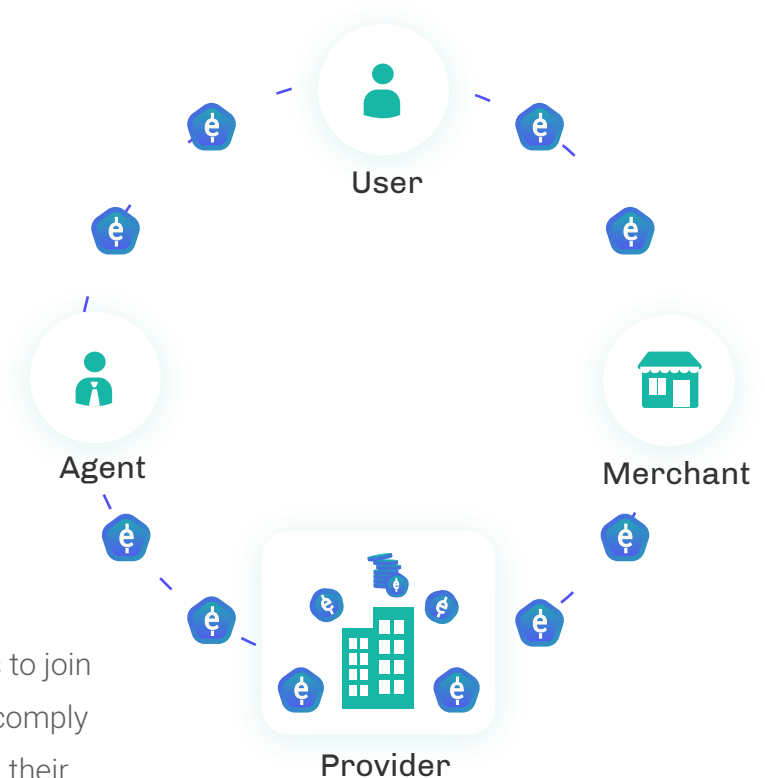 User
Agent
Merchant
to join
comply
their
Provider